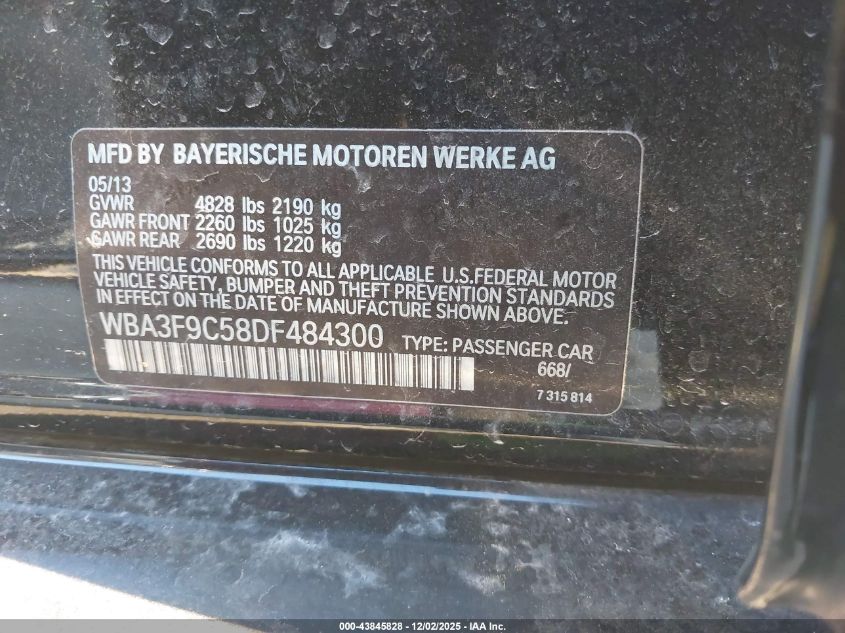 MFD BY BAYERISCHE MOTOREN WERKE AG
05/13
GVWR 4828 lbs 2190 kg
GAWR FRONT 2260 lbs 1025 kg
GAWR REAR 2690 lbs 1220 kg
THIS VEHICLE CONFORMS TO ALL APPLICABLE U.S.FEDERAL MOTOR
VEHICLE SAFETY, BUMPER AND THEFT PREVENTION STANDARDS
IN EFFECT ON THE DATE OF MANUFACTURE SHOWN ABOVE.
WBA3F9C58DF484300 TYPE: PASSENGER CAR
668/
7 315 814
000-43845828 - 12/02/2025 - IAA Inc.